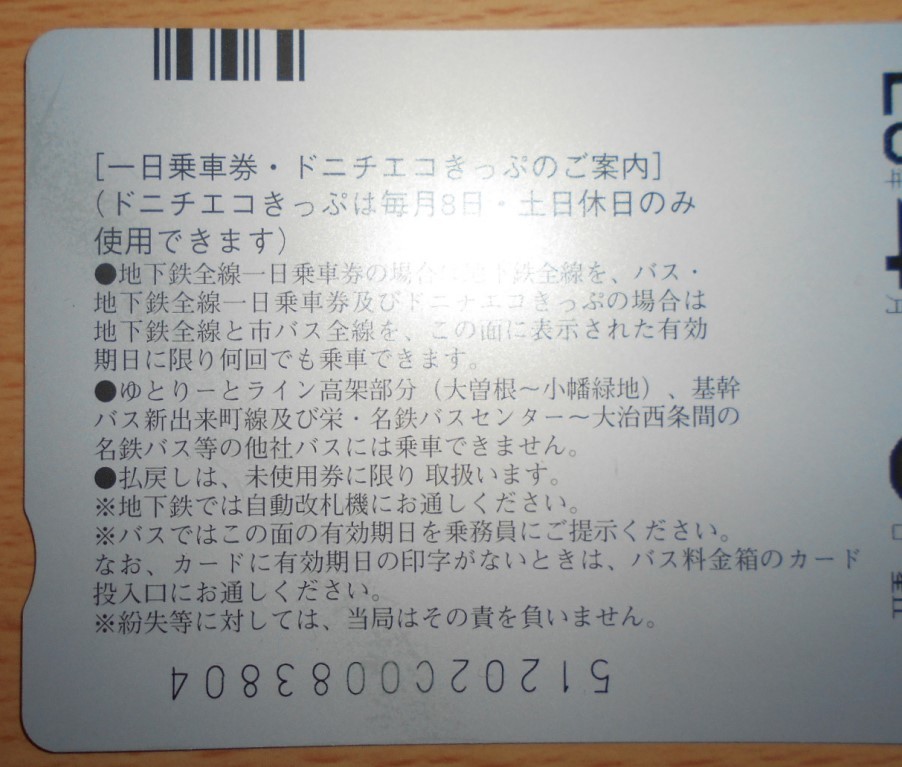 [一日乗車券・ドニチエコきっぷのご案内]
(ドニチエコきっぷは毎月8日・土日休日のみ
使用できます)
●地下鉄全線一日乗車券の場合は地下鉄全線を、バス・
地下鉄全線一日乗車券及びドニチエコきっぷの場合は
地下鉄全線と市バス全線を、この面に表示された有効
期日に限り何回でも乗車できます。
●ゆとりーとライン高架部分(大曽根～小幡緑地)、基幹
バス新出来町線及び栄・名鉄バスセンター～大治西条間の
名鉄バス等の他社バスには乗車できません。
●払戻しは、未使用券に限り 取扱います。
※地下鉄では自動改札機にお通しください。
※バスではこの面の有効期日を乗務員にご提示ください。
なお、カードに有効期日の印字がないときは、バス料金箱のカード
投入口にお通しください。
※紛失等に対しては、当局はその責を負いません。
51202C00083804
年
月